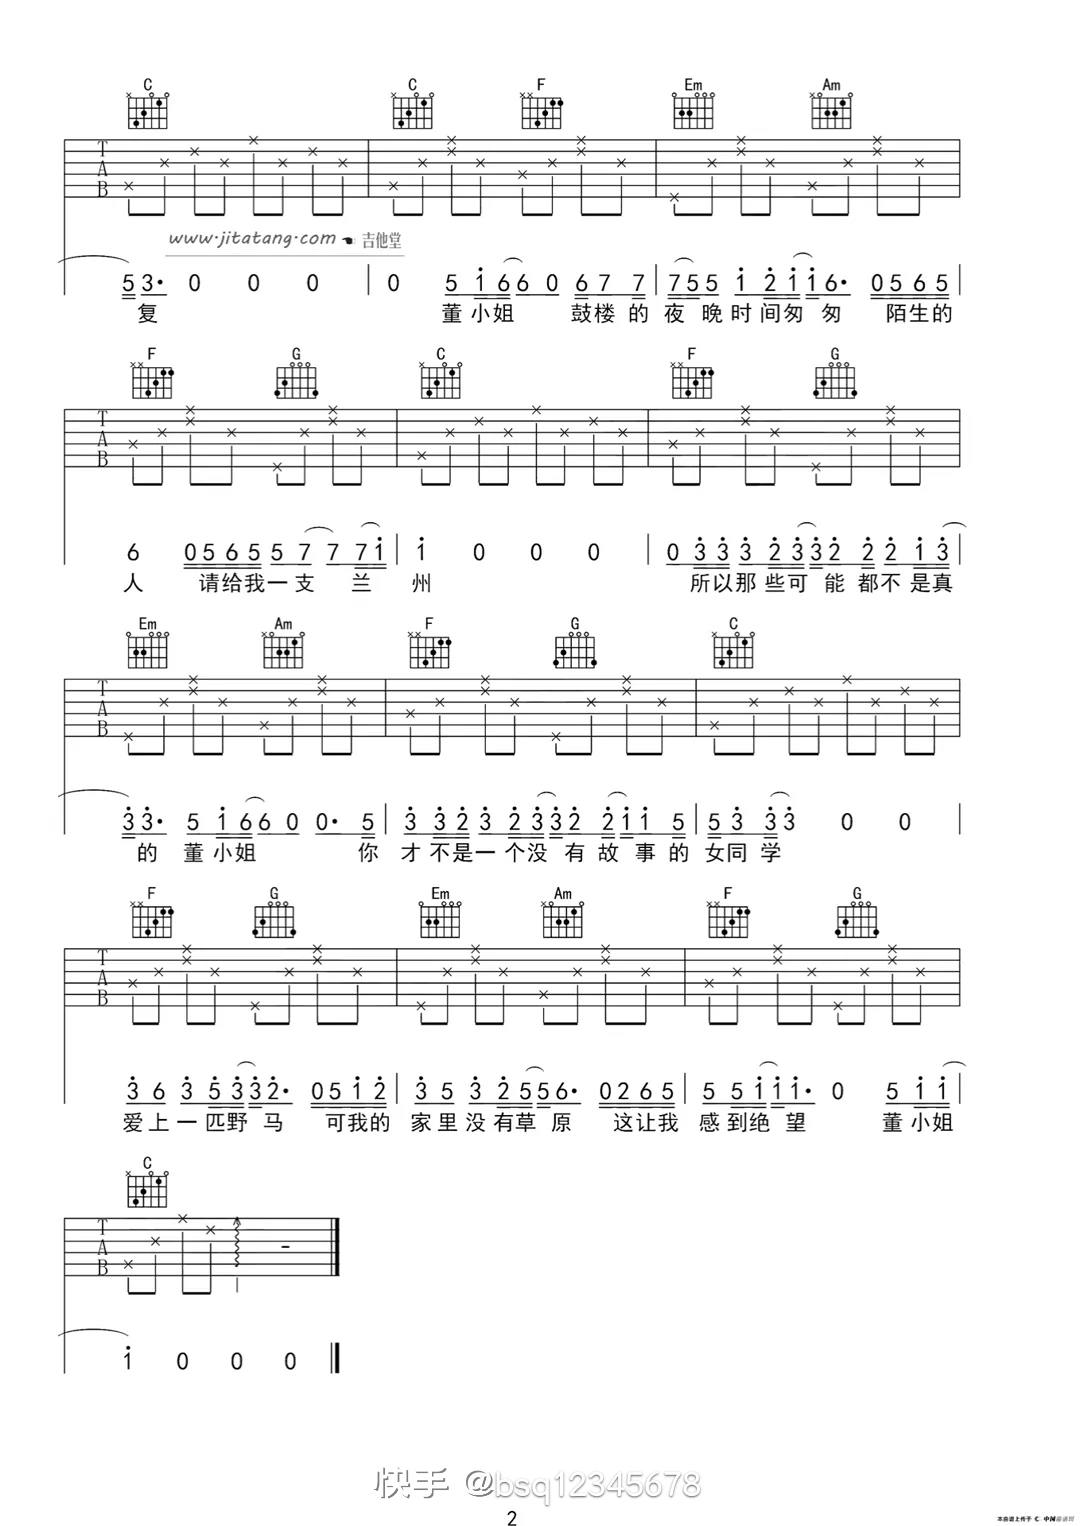 C C F Em Am
T
A
B
www.jitatang.com 吉他堂
5 3· 0 0 0 0 5 1 6 6 0 6 7 7 7 5 5 1 2 1 1 6· 0 5 6 5
复 董小姐 鼓楼的夜晚时间匆匆 陌生的
F G C F G
T
A
B
6 0 5 6 5 5 7 7 7 1 1 0 0 0 0 3 3 3 2 3 3 2 2 2 1 3
人 请给我一支兰州 所以那些可能都不是真
Em Am F G C
T
A
B
3 3· 5 1 6 6 0 0· 5 3 3 2 3 2 3 3 2 2 1 1 5 5 3 3 3 0 0
的董小姐 你才不是一个没有故事的女同学
F G Em Am F G
T
A
B
3 6 3 5 3 3 2· 0 5 1 2 3 5 3 2 5 5 6· 0 2 6 5 5 5 1 1 1· 0 5 1 1
爱上一匹野马 可我的家里没有草原 这让我感到绝望 董小姐
C
T
A
B
1 0 0 0
快手 @bsq12345678
2